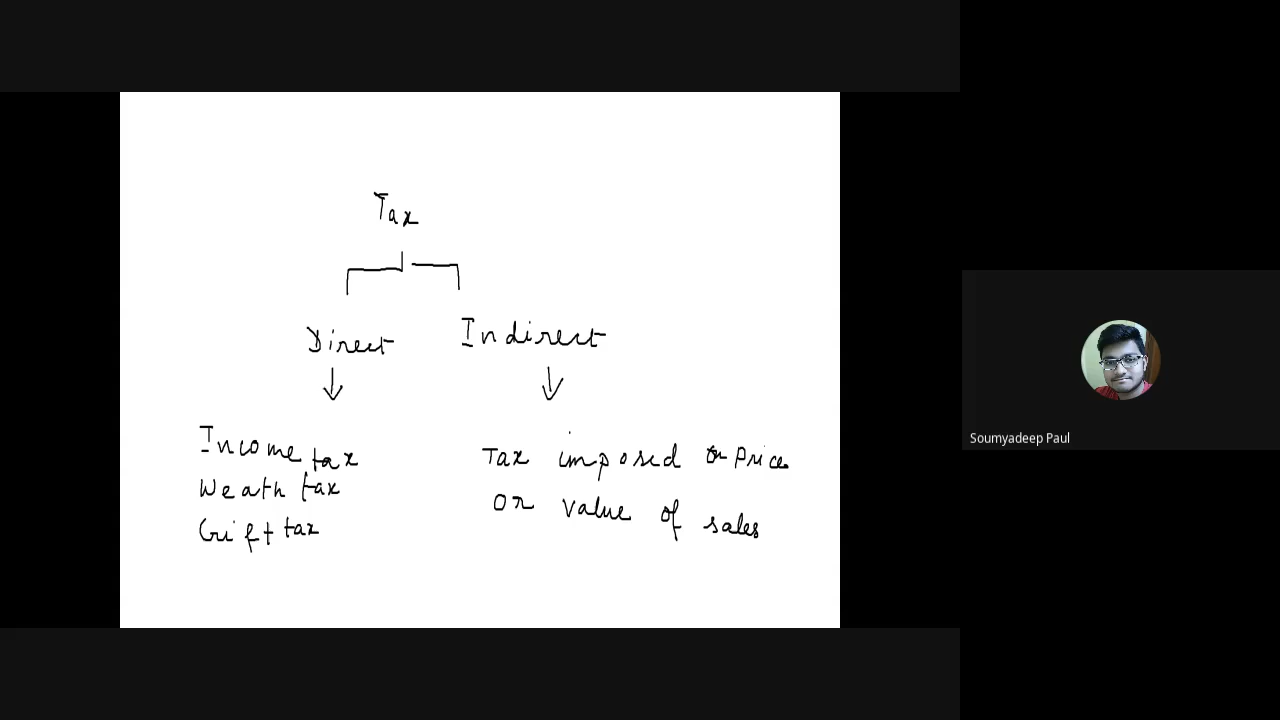 Tax
Direct Indirect
Income tax
Weath tax
Gift tax
Tax imposed on Price
or value of sales
Soumyadeep Paul